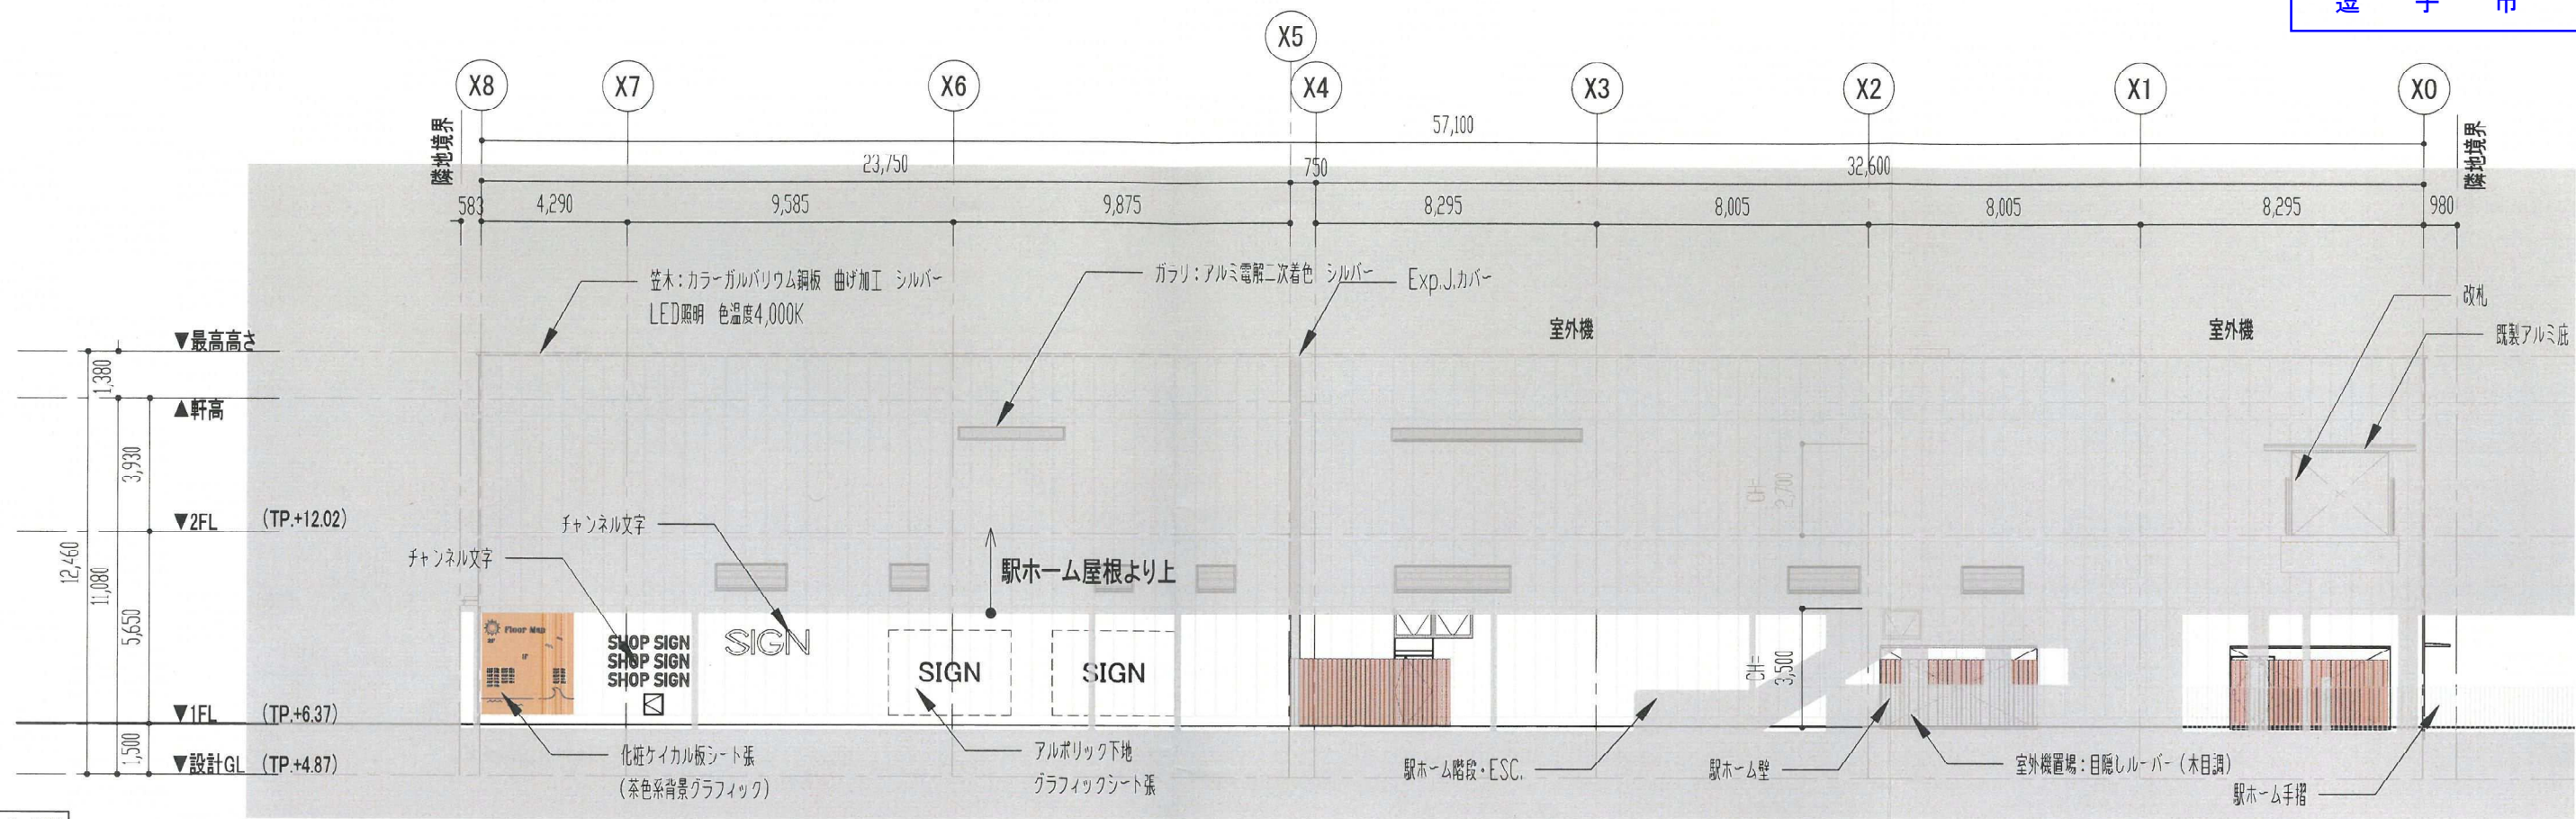 逗 子 市
X5
X8
X7
X6
X4
X3
X2
X1
X0
隣地境界
隣地境界
57,100
23,750
750
32,600
583
4,290
9,585
9,875
8,295
8,005
8,005
8,295
980
笠木：カラーガルバリウム鋼板 曲げ加工 シルバー
LED照明 色温度4,000K
ガラリ：アルミ電解二次着色 シルバー
Exp.J.カバー
室外機
室外機
改札
既製アルミ庇
▼最高高さ
1,380
▲軒高
3,930
▼2FL (TP.+12.02)
12,460
11,080
5,650
▼1FL (TP.+6.37)
1,500
▼設計GL (TP.+4.87)
チャンネル文字
チャンネル文字
駅ホーム屋根より上
CH=
2,700
CH=
3,500
Flour Man
SHOP SIGN
SHOP SIGN
SHOP SIGN
SIGN
SIGN
SIGN
化粧ケイカル板シート張
（茶色系背景グラフィック）
アルポリック下地
グラフィックシート張
駅ホーム階段・ESC.
駅ホーム壁
室外機置場：目隠しルーバー（木目調）
駅ホーム手摺